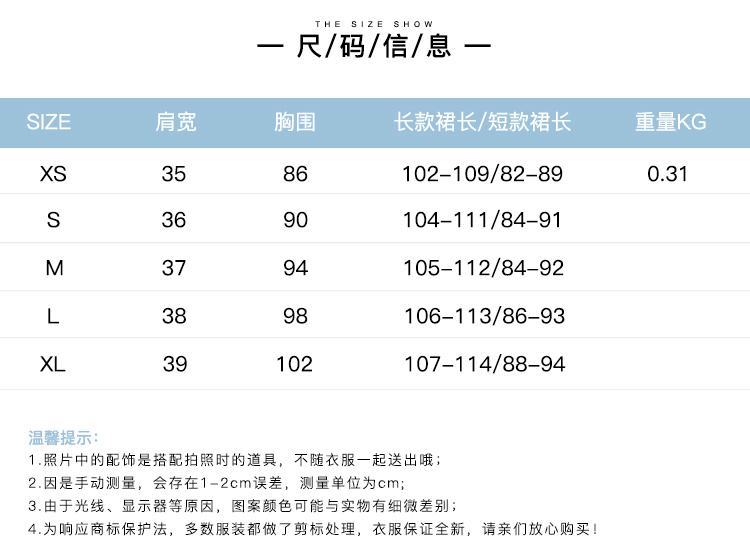 THE SIZE SHOW
— 尺/码/信/息 —
SIZE 肩宽 胸围 长款裙长/短款裙长 重量KG
XS 35 86 102-109/82-89 0.31
S 36 90 104-111/84-91
M 37 94 105-112/84-92
L 38 98 106-113/86-93
XL 39 102 107-114/88-94
温馨提示：
1.照片中的配饰是搭配拍照时的道具，不随衣服一起送出哦；
2.因是手动测量，会存在1-2cm误差，测量单位为cm;
3.由于光线、显示器等原因，图案颜色可能与实物有细微差别；
4.为响应商标保护法，多数服装都做了剪标处理，衣服保证全新，请亲们放心购买！